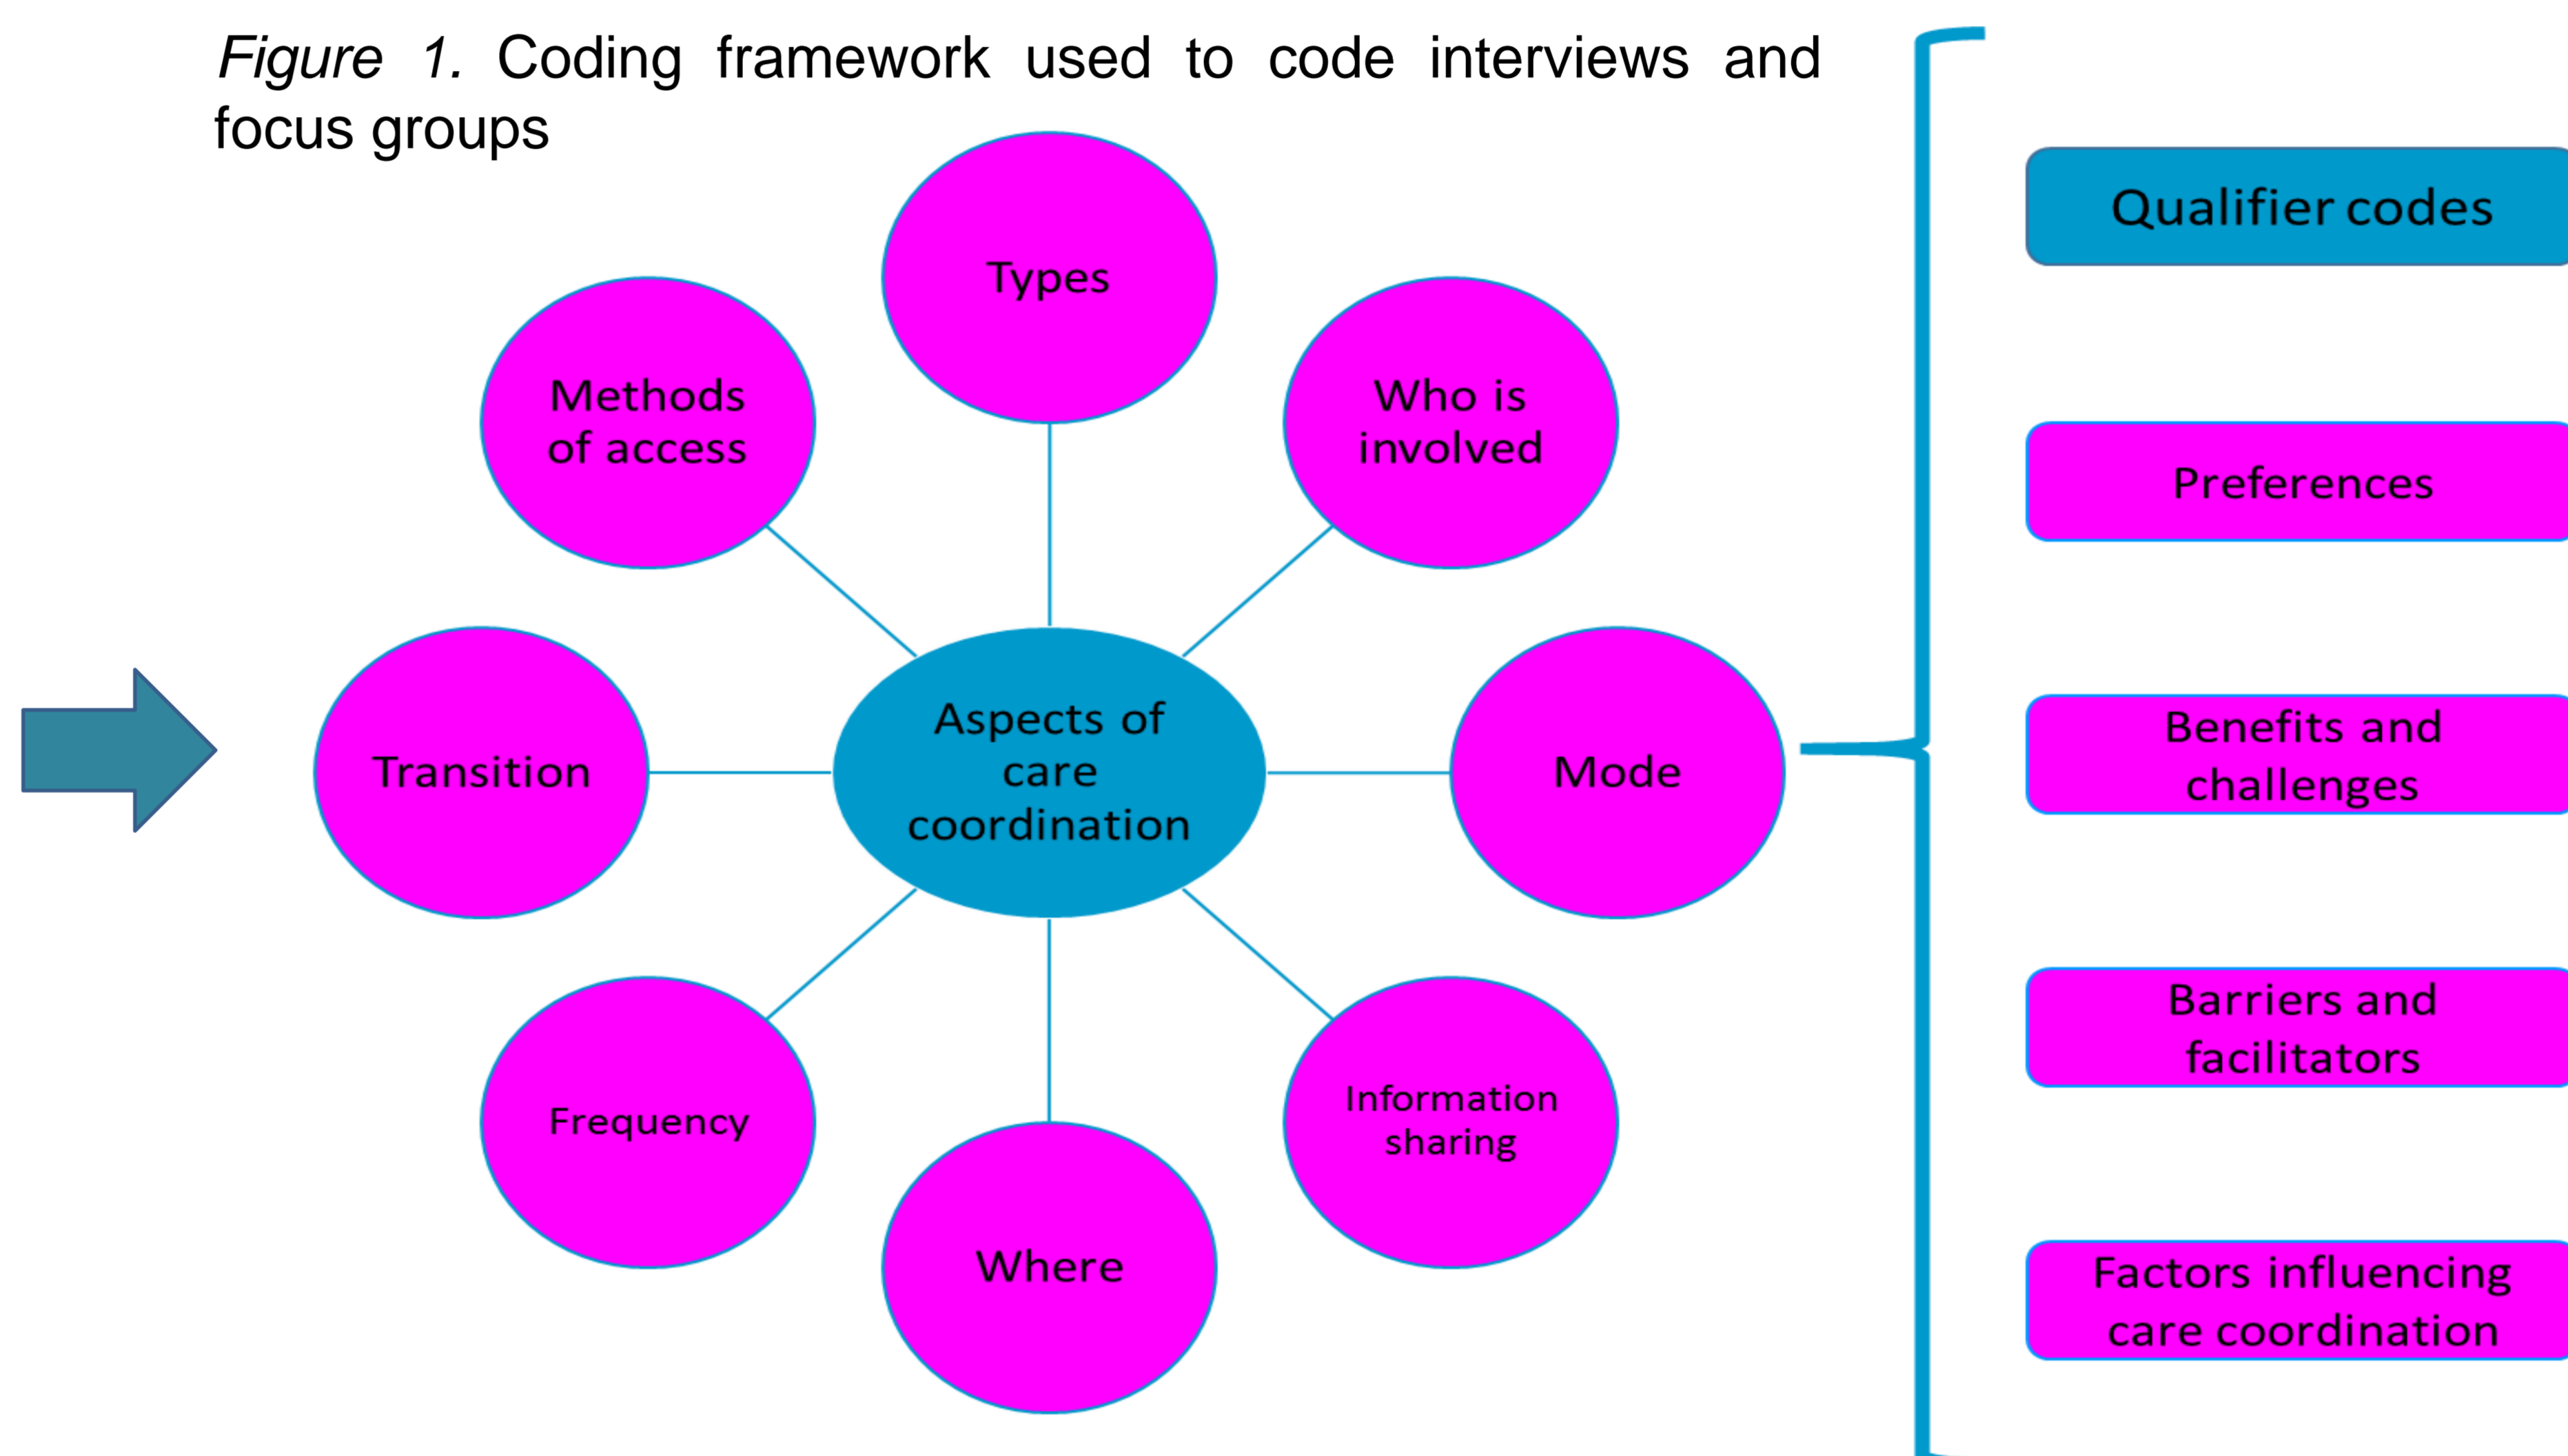 Figure 1. Coding framework used to code interviews and
focus groups
Types
Methods
of access
Who is
involved
Transition
Aspects of
care
coordination
Mode
Frequency
Information
sharing
Where
Qualifier codes
Preferences
Benefits and
challenges
Barriers and
facilitators
Factors influencing
care coordination